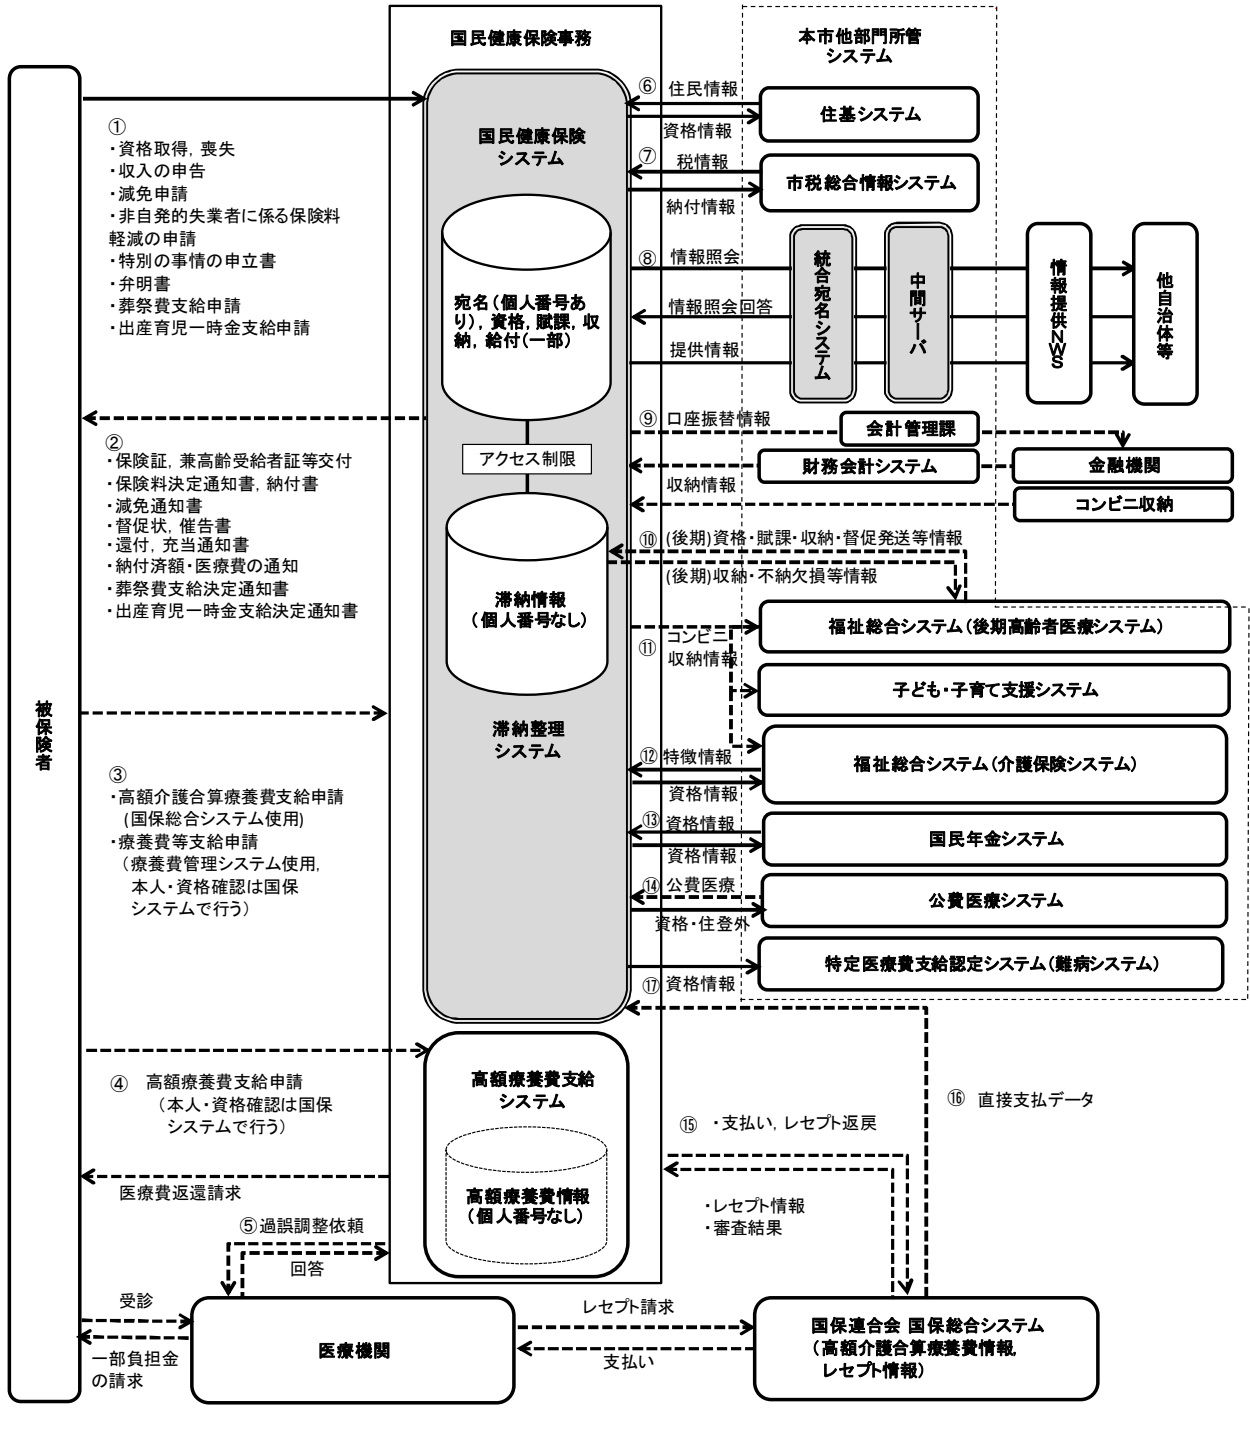 国民健康保険事務
本市他部門所管
システム
被保険者
国民健康保険
システム
宛名（個人番号あ
り），資格，賦課，収
納，給付（一部）
アクセス制限
滞納情報
（個人番号なし）
滞納整理
システム
高額療養費支給
システム
高額療養費情報
（個人番号なし）
①
・資格取得，喪失
・収入の申告
・減免申請
・非自発的失業者に係る保険料
軽減の申請
・特別の事情の申立書
・弁明書
・葬祭費支給申請
・出産育児一時金支給申請
②
・保険証，兼高齢受給者証等交付
・保険料決定通知書，納付書
・減免通知書
・督促状，催告書
・還付，充当通知書
・納付済額・医療費の通知
・葬祭費支給決定通知書
・出産育児一時金支給決定通知書
③
・高額介護合算療養費支給申請
(国保総合システム使用)
・療養費等支給申請
（療養費管理システム使用，
本人・資格確認は国保
システムで行う）
④ 高額療養費支給申請
（本人・資格確認は国保
システムで行う）
医療費返還請求
⑤過誤調整依頼
回答
受診
一部負担金
の請求
医療機関
レセプト請求
支払い
国保連合会 国保総合システム
（高額介護合算療養費情報，
レセプト情報）
⑥ 住民情報
資格情報
住基システム
⑦ 税情報
納付情報
市税総合情報システム
⑧ 情報照会
情報照会回答
提供情報
統合宛名システム
中間サーバ
情報提供NWS
他自治体等
⑨ 口座振替情報
会計管理課
財務会計システム
金融機関
収納情報
コンビニ収納
⑩ (後期)資格・賦課・収納・督促発送等情報
(後期)収納・不納欠損等情報
⑪ コンビニ
収納情報
福祉総合システム（後期高齢者医療システム）
子ども・子育て支援システム
⑫ 特徴情報
資格情報
福祉総合システム（介護保険システム）
⑬ 資格情報
資格情報
国民年金システム
⑭ 公費医療
資格・住登外
公費医療システム
⑰ 資格情報
特定医療費支給認定システム（難病システム）
⑯ 直接支払データ
⑮ ・支払い，レセプト返戻
・レセプト情報
・審査結果